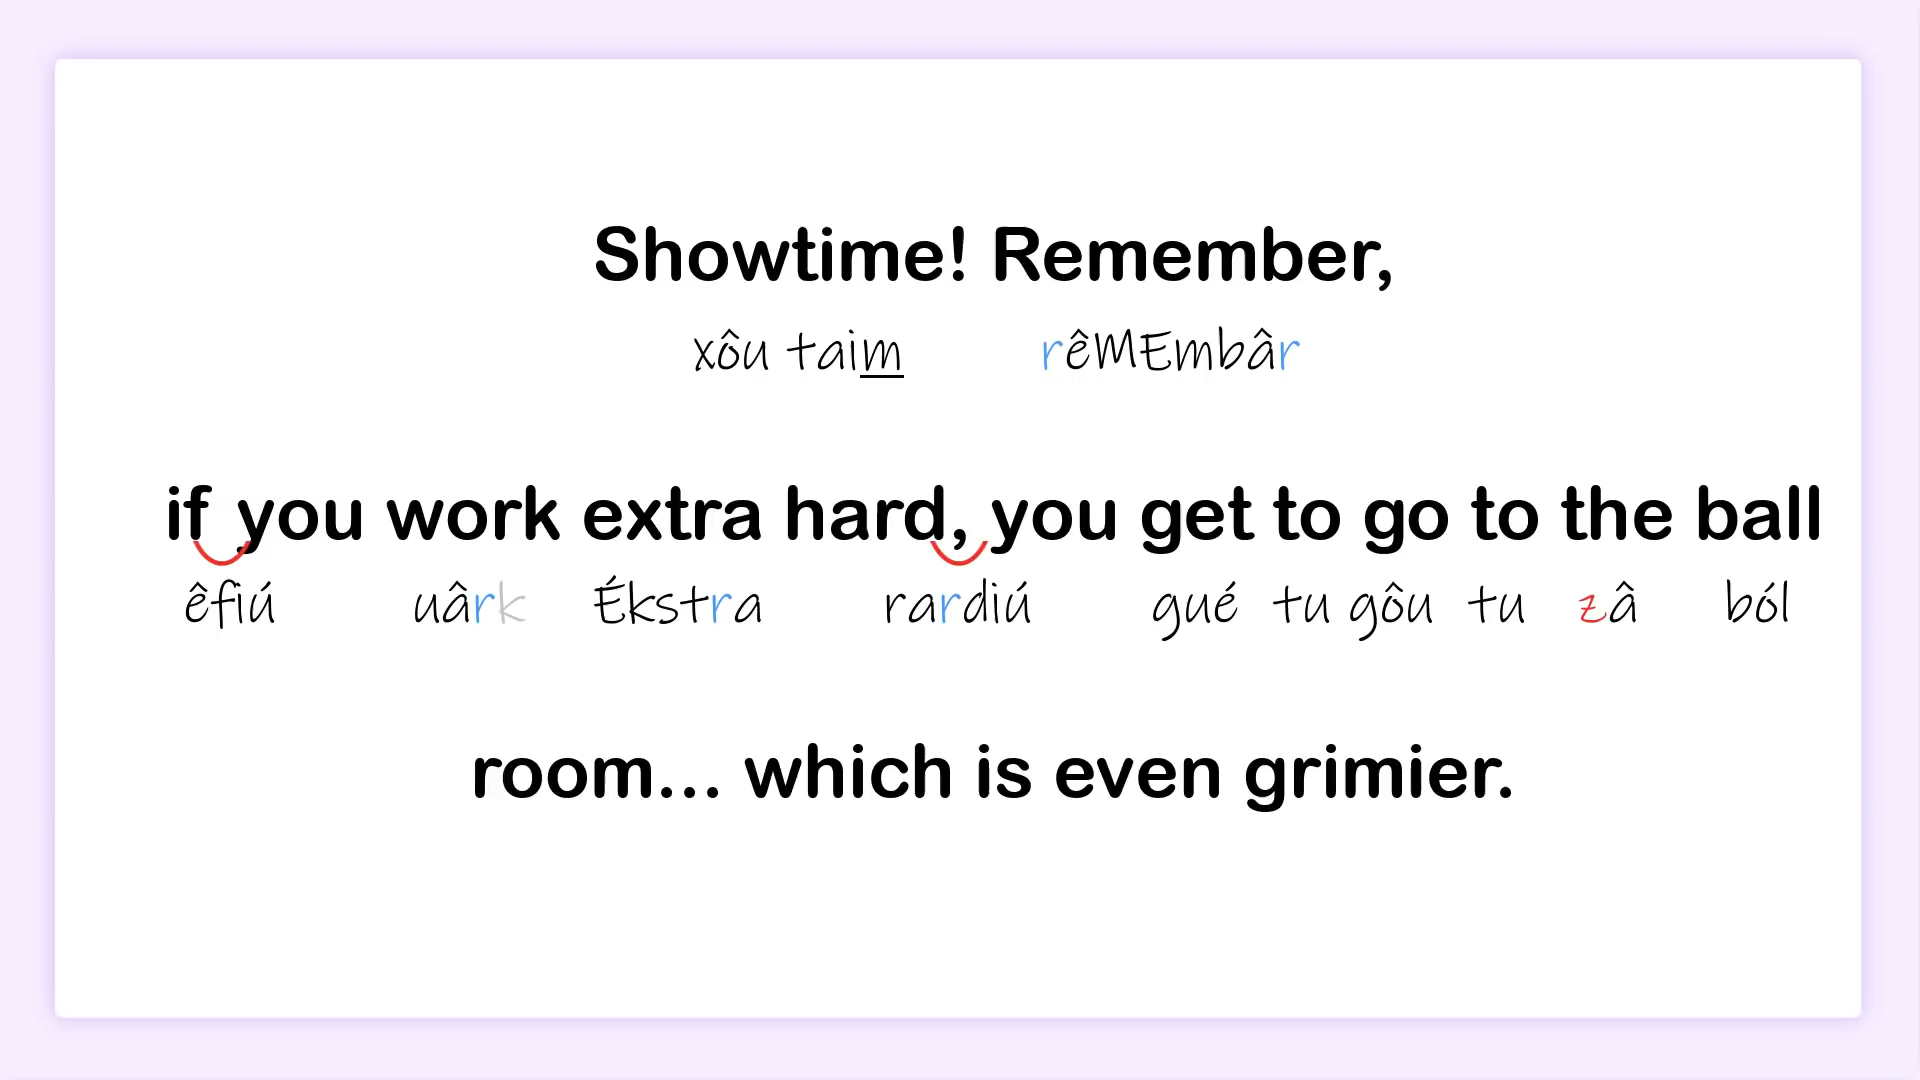 Showtime! Remember,
xôu taim rêMEmbâr
if you work extra hard, you get to go to the ball
êfiú uârk Ékstra rardiú gué tu gôu tu zâ ból
room... which is even grimier.